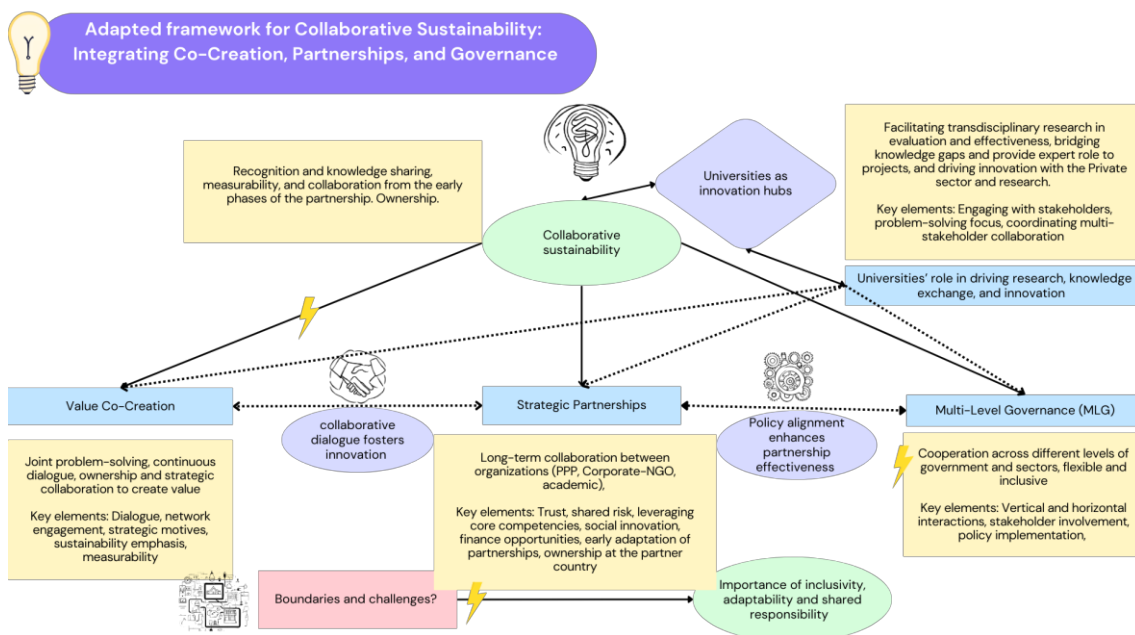 Adapted framework for Collaborative Sustainability:
Integrating Co-Creation, Partnerships, and Governance
Recognition and knowledge sharing,
measurability, and collaboration from the early
phases of the partnership. Ownership.
Universities as
innovation hubs
Facilitating transdisciplinary research in
evaluation and effectiveness, bridging
knowledge gaps and provide expert role to
projects, and driving innovation with the Private
sector and research.
Key elements: Engaging with stakeholders,
problem-solving focus, coordinating multi-
stakeholder collaboration
Collaborative
sustainability
Universities’ role in driving research, knowledge
exchange, and innovation
Value Co-Creation
collaborative
dialogue fosters
innovation
Strategic Partnerships
Policy alignment
enhances
partnership
effectiveness
Multi-Level Governance (MLG)
Joint problem-solving, continuous
dialogue, ownership and strategic
collaboration to create value
Key elements: Dialogue, network
engagement, strategic motives,
sustainability emphasis,
measurability
Long-term collaboration between
organizations (PPP, Corporate-NGO,
academic),
Key elements: Trust, shared risk, leveraging
core competencies, social innovation,
finance opportunities, early adaptation of
partnerships, ownership at the partner
country
Cooperation across different levels of
government and sectors, flexible and
inclusive
Key elements: Vertical and horizontal
interactions, stakeholder involvement,
policy implementation,
Boundaries and challenges?
Importance of inclusivity,
adaptability and shared
responsibility